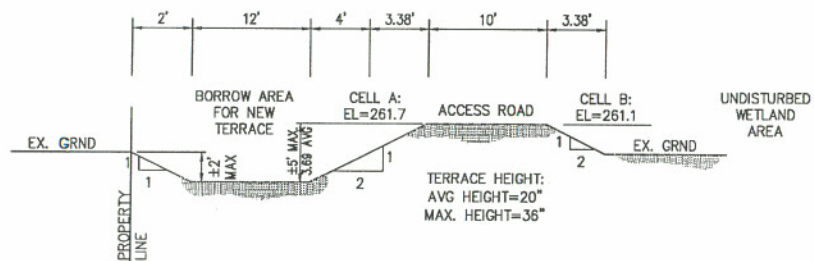 2' 12' 4' 3.38' 10' 3.38'
BORROW AREA
FOR NEW
TERRACE
CELL A:
EL=261.7
ACCESS ROAD
CELL B:
EL=261.1
UNDISTURBED
WETLAND
AREA
EX. GRND
1
1
±2'
MAX
±5' MAX
3.69 AVG
1
2
1
2
EX. GRND
TERRACE HEIGHT:
AVG HEIGHT=20"
MAX. HEIGHT=36"
PROPERTY
LINE